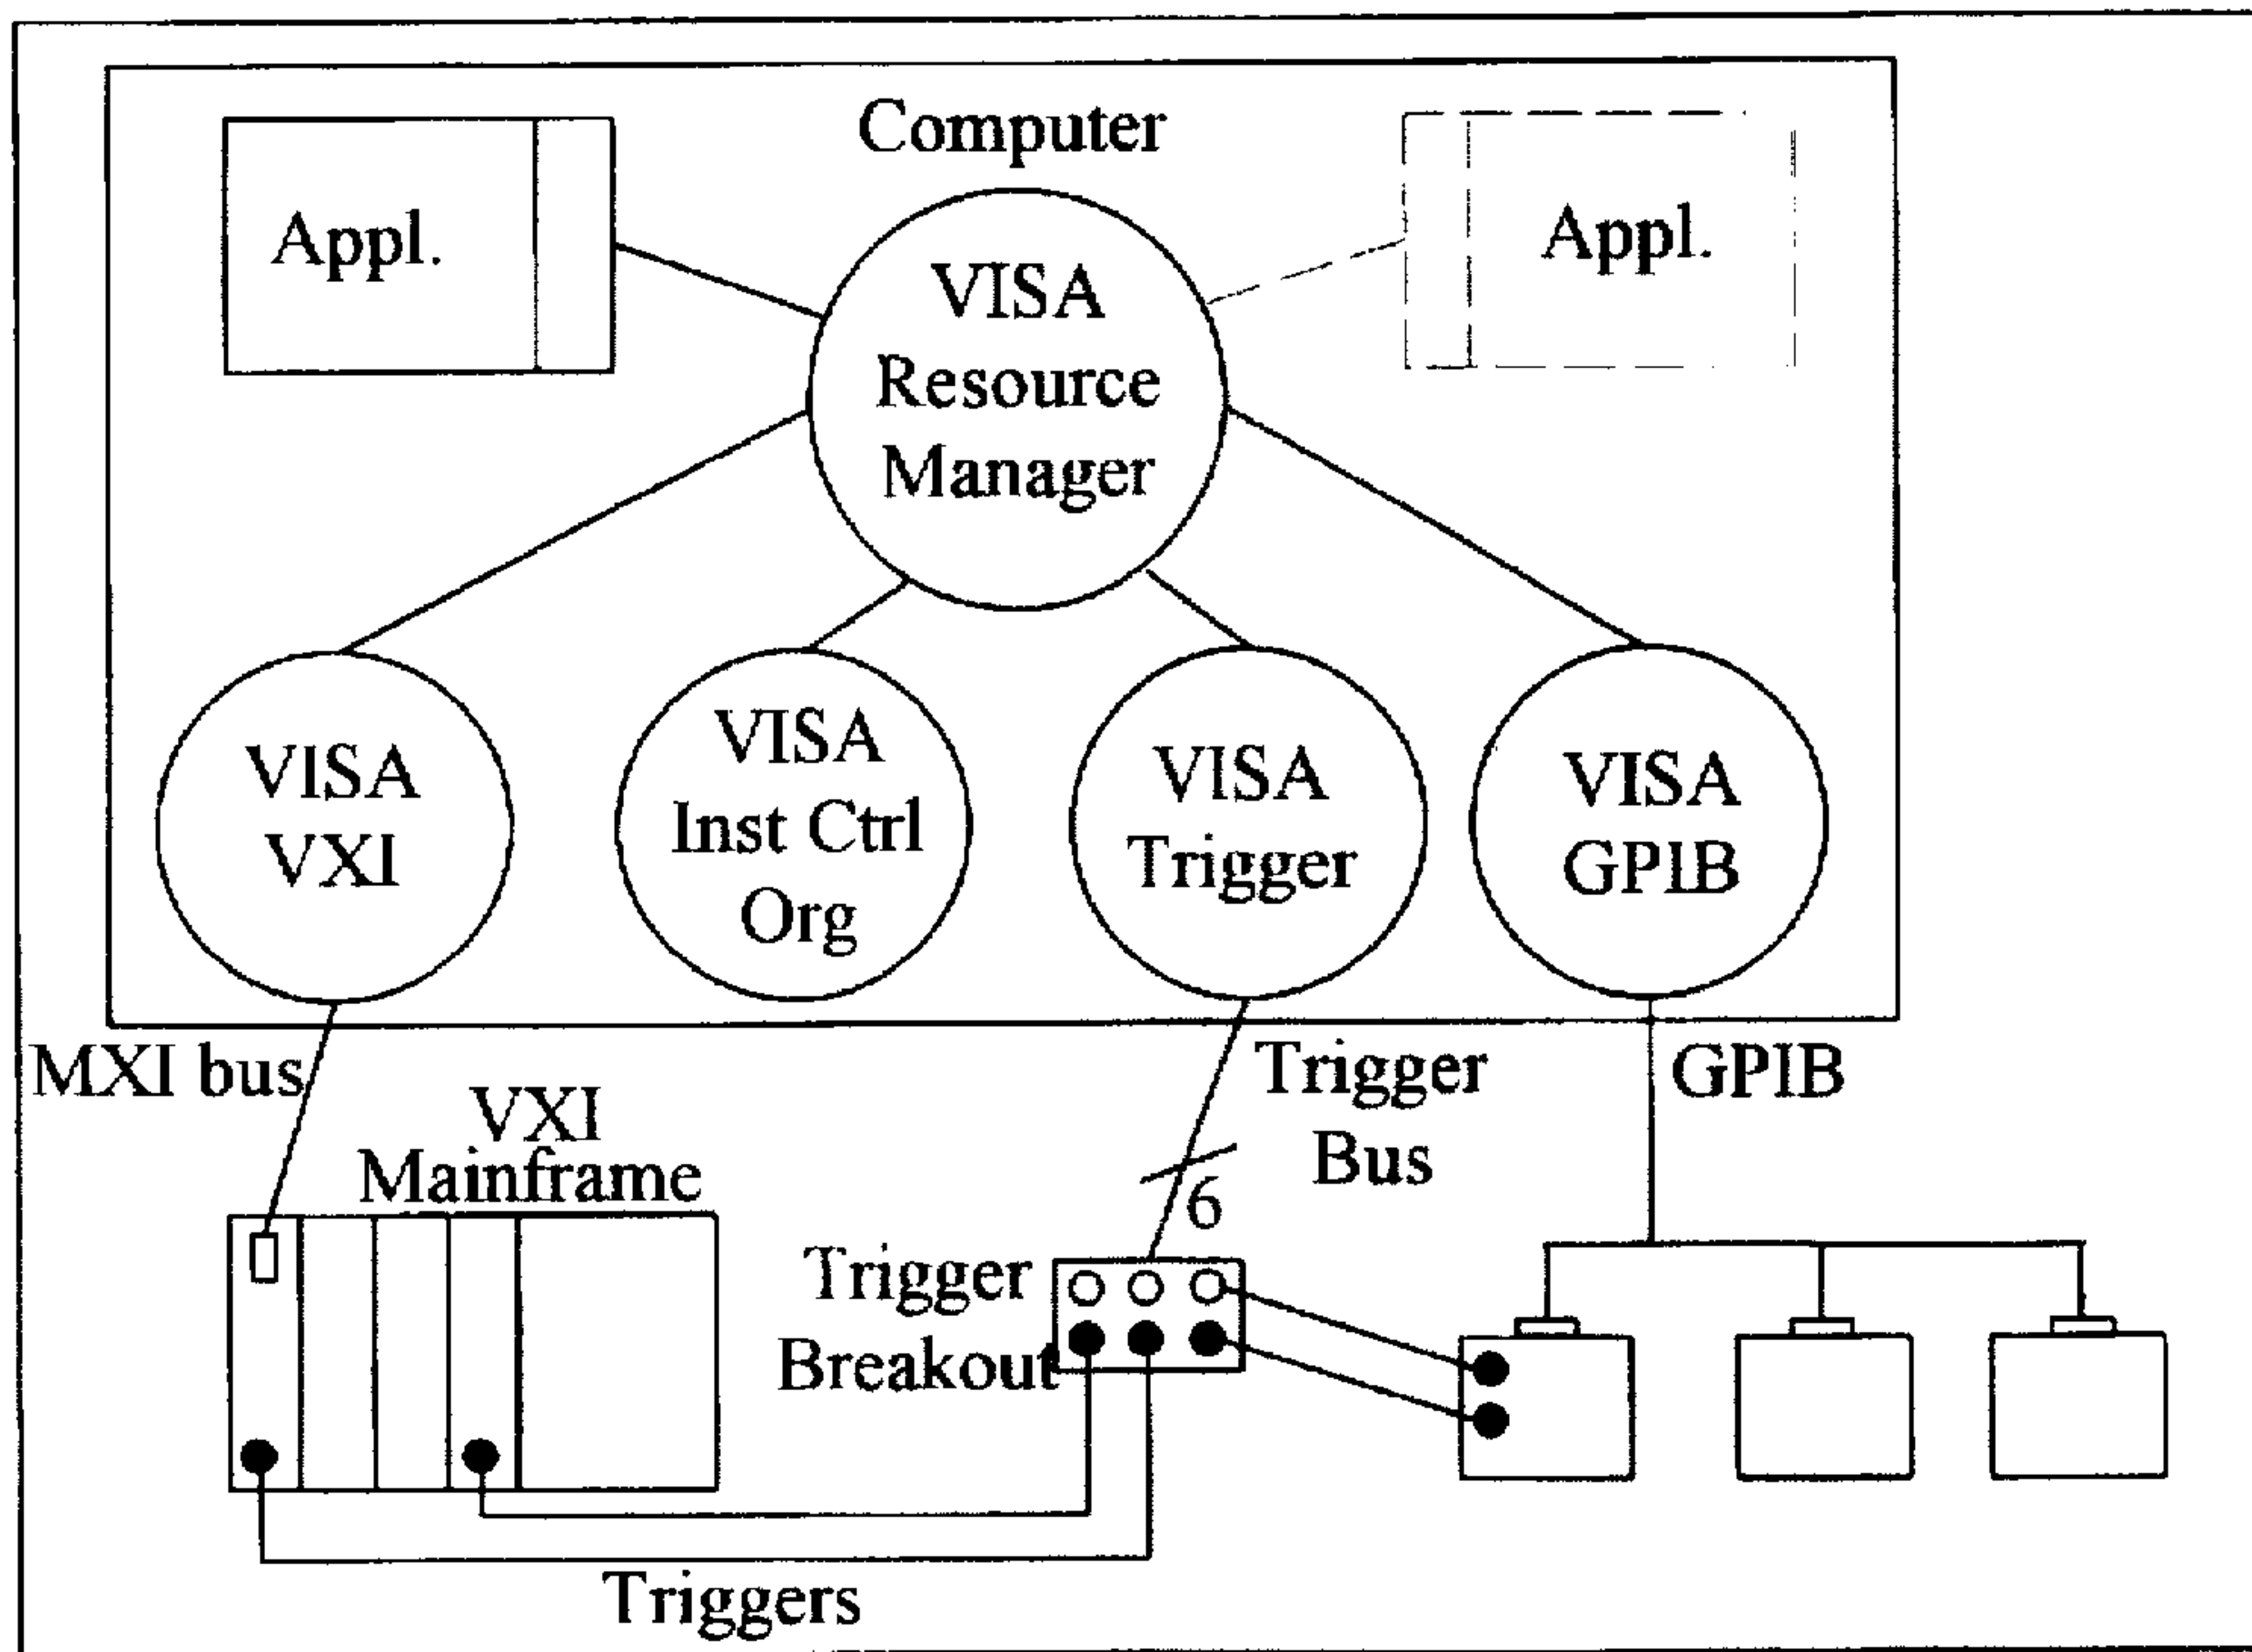 Computer
Appl.
Appl.
VISA
Resource
Manager
VISA
VXI
VISA
Inst Ctrl
Org
VISA
Trigger
VISA
GPIB
MXI bus
VXI
Mainframe
Trigger
Bus
GPIB
6
Trigger
Breakout
Triggers